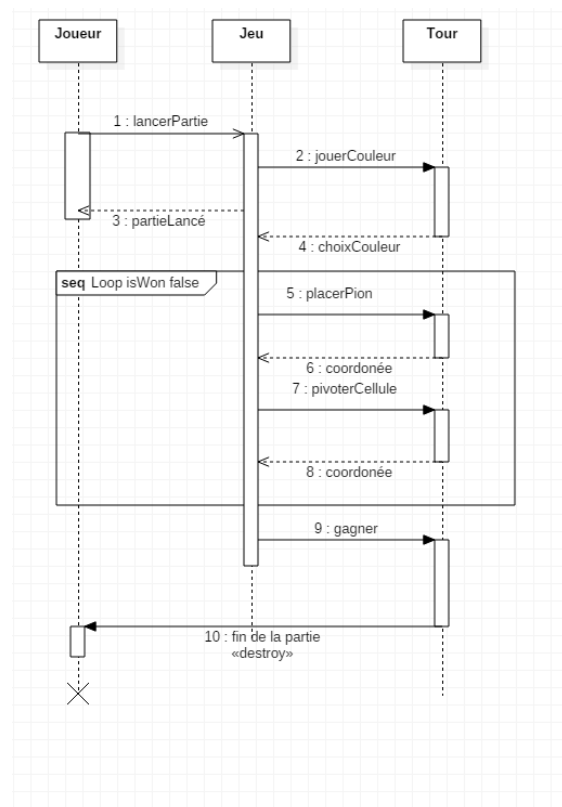 Joueur
Jeu
Tour
1 : lancerPartie
2 : jouerCouleur
3 : partieLancé
4 : choixCouleur
seq Loop isWon false
5 : placerPion
6 : coordonée
7 : pivoterCellule
8 : coordonée
9 : gagner
10 : fin de la partie
«destroy»